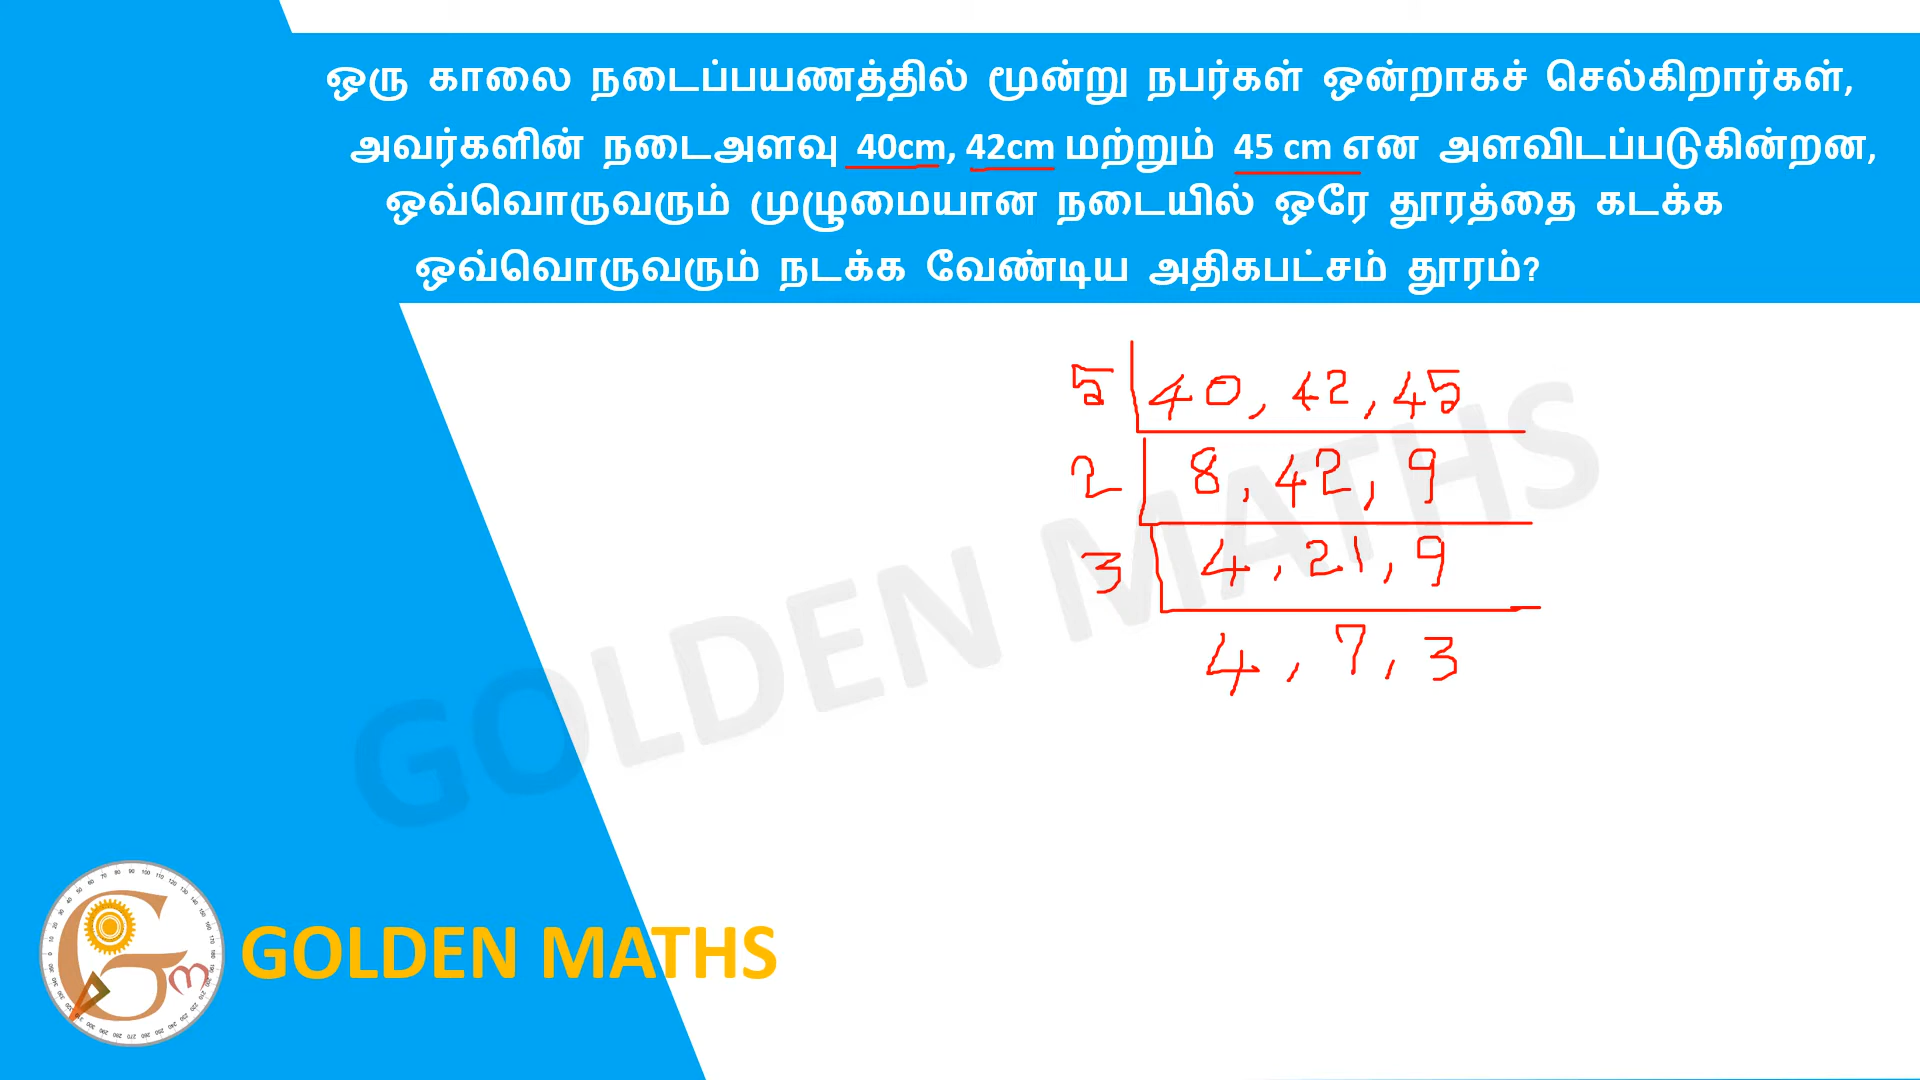 ஒரு காலை நடைப்பயணத்தில் மூன்று நபர்கள் ஒன்றாகச் செல்கிறார்கள்,
அவர்களின் நடைஅளவு 40cm, 42cm மற்றும் 45 cm என அளவிடப்படுகின்றன,
ஒவ்வொருவரும் முழுமையான நடையில் ஒரே தூரத்தை கடக்க
ஒவ்வொருவரும் நடக்க வேண்டிய அதிகபட்சம் தூரம்?
5 40, 42, 45
2 8, 42, 9
3 4, 21, 9
4, 7, 3
GOLDEN MATHS
Gm
GOLDEN MATHS